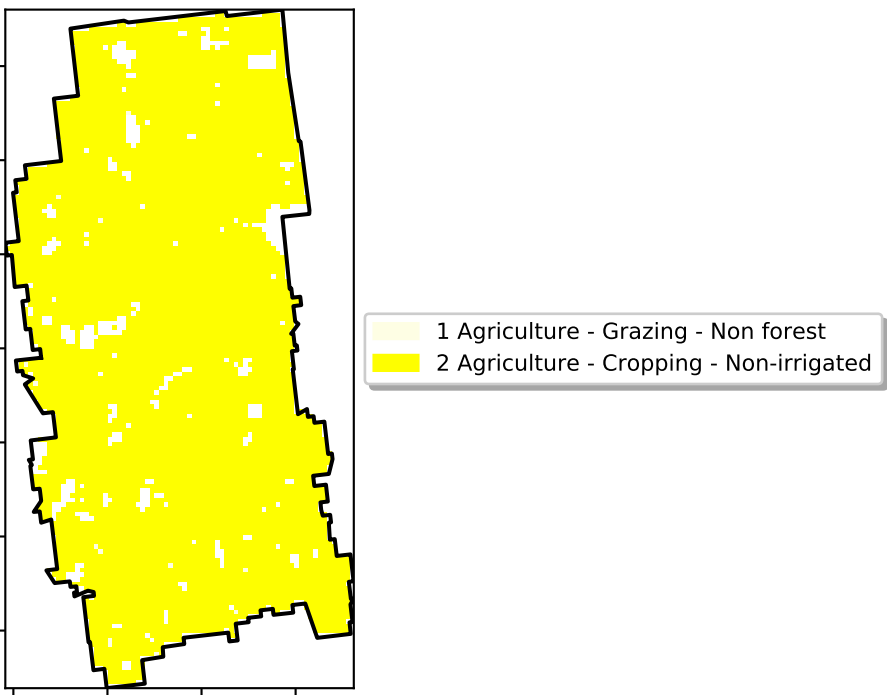 1 Agriculture - Grazing - Non forest
2 Agriculture - Cropping - Non-irrigated